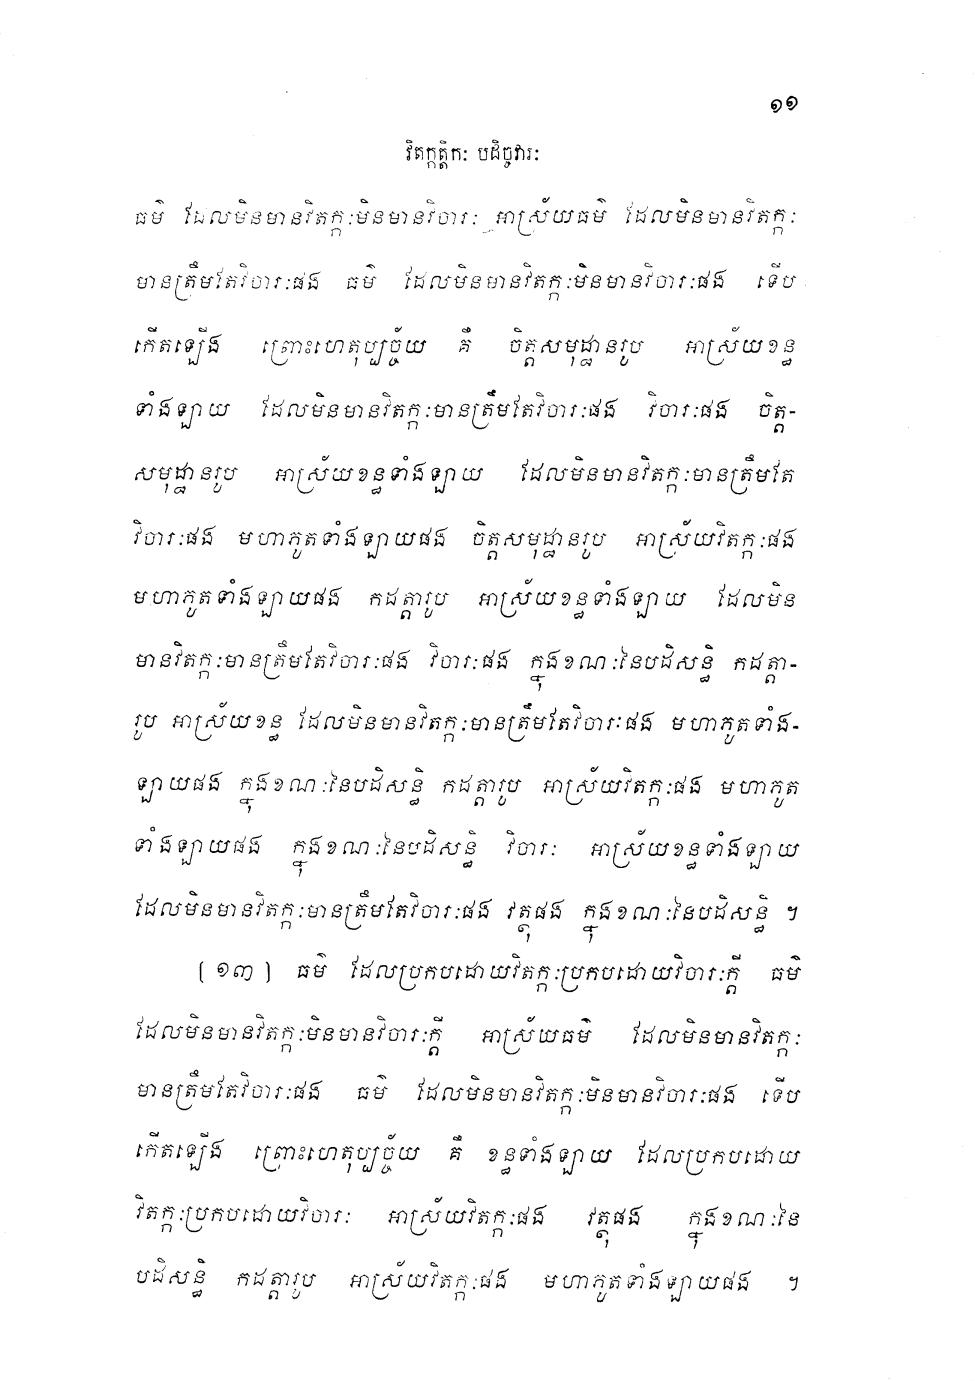 ១១
វិតក្កត្តិកៈ បដិច្ចវារៈ
ធម៌ ដែលមិនមានវិតក្កៈមិនមានវិចារៈ អាស្រ័យធម៌ ដែលមិនមានវិតក្កៈ
មានត្រឹមតែវិចារៈផង ធម៌ ដែលមិនមានវិតក្កៈមិនមានវិចារៈផង ទើប
កើតឡើង ព្រោះហេតុប្បច្ច័យ គឺ ចិត្តសមុដ្ឋានរូប អាស្រ័យខន្ធ
ទាំងឡាយ ដែលមិនមានវិតក្កៈមានត្រឹមតែវិចារៈផង វិចារៈផង ចិត្ត-
សមុដ្ឋានរូប អាស្រ័យខន្ធទាំងឡាយ ដែលមិនមានវិតក្កៈមានត្រឹមតែ
វិចារៈផង មហាភូតទាំងឡាយផង ចិត្តសមុដ្ឋានរូប អាស្រ័យវិតក្កៈផង
មហាភូតទាំងឡាយផង កដត្តារូប អាស្រ័យខន្ធទាំងឡាយ ដែលមិន
មានវិតក្កៈមានត្រឹមតែវិចារៈផង វិចារៈផង ក្នុងខណៈនៃបដិសន្ធិ កដត្តា-
រូប អាស្រ័យខន្ធ ដែលមិនមានវិតក្កៈមានត្រឹមតែវិចារៈផង មហាភូតទាំង-
ឡាយផង ក្នុងខណៈនៃបដិសន្ធិ កដត្តារូប អាស្រ័យវិតក្កៈផង មហាភូត
ទាំងឡាយផង ក្នុងខណៈនៃបដិសន្ធិ វិចារៈ អាស្រ័យខន្ធទាំងឡាយ
ដែលមិនមានវិតក្កៈមានត្រឹមតែវិចារៈផង វត្ថុផង ក្នុងខណៈនៃបដិសន្ធិ ។
(១៣) ធម៌ ដែលប្រកបដោយវិតក្កៈប្រកបដោយវិចារៈក្តី ធម៌
ដែលមិនមានវិតក្កៈមិនមានវិចារៈក្តី អាស្រ័យធម៌ ដែលមិនមានវិតក្កៈ
មានត្រឹមតែវិចារៈផង ធម៌ ដែលមិនមានវិតក្កៈមិនមានវិចារៈផង ទើប
កើតឡើង ព្រោះហេតុប្បច្ច័យ គឺ ខន្ធទាំងឡាយ ដែលប្រកបដោយ
វិតក្កៈប្រកបដោយវិចារៈ អាស្រ័យវិតក្កៈផង វត្ថុផង ក្នុងខណៈនៃ
បដិសន្ធិ កដត្តារូប អាស្រ័យវិតក្កៈផង មហាភូតទាំងឡាយផង ។